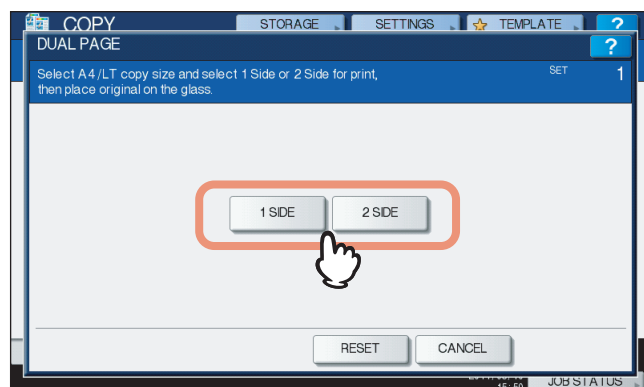 COPY
STORAGE
SETTINGS
TEMPLATE
?
DUAL PAGE
?
Select A4/LT copy size and select 1 Side or 2 Side for print,
then place original on the glass.
SET 1
1 SIDE
2 SIDE
RESET
CANCEL
JOB STATUS